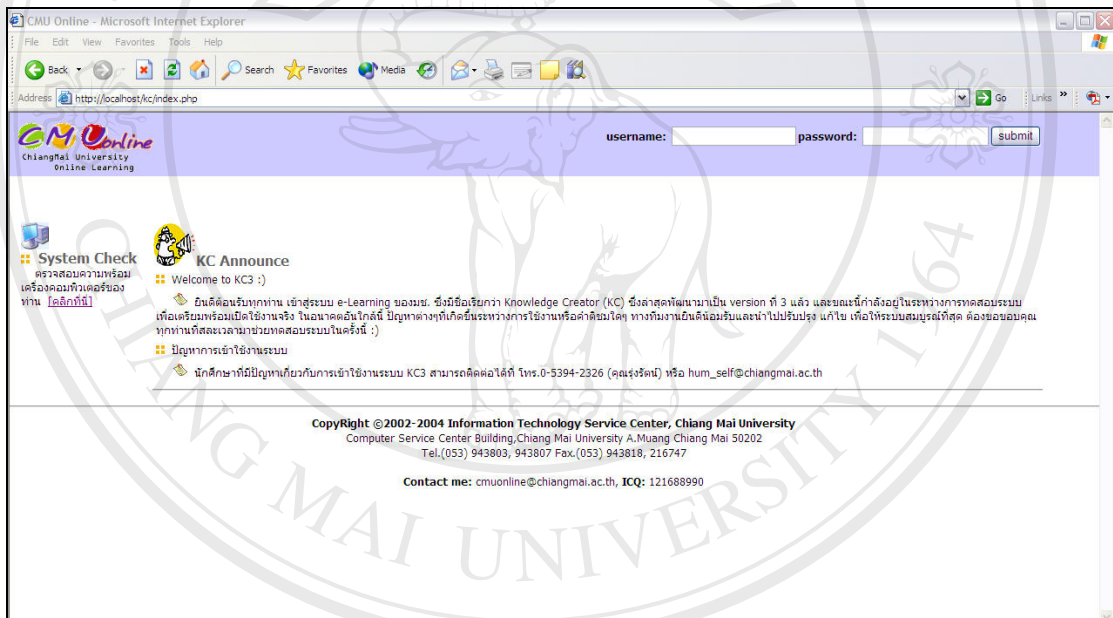 CMU Online - Microsoft Internet Explorer
File Edit View Favorites Tools Help
Back Search Favorites Media
Address http://localhost/kc/index.php Go Links »
CMU Online
ChiangMai University
Online Learning
username: password: submit
System Check
ตรวจสอบความพร้อม
เครื่องคอมพิวเตอร์ของ
ท่าน [คลิกที่นี่]
KC Announce
Welcome to KC3 :)
ยินดีต้อนรับทุกท่าน เข้าสู่ระบบ e-Learning ของมช. ซึ่งมีชื่อเรียกว่า Knowledge Creator (KC) ซึ่งล่าสุดพัฒนามาเป็น version ที่ 3 แล้ว และขณะนี้กำลังอยู่ในระหว่างการทดสอบระบบ
เพื่อเตรียมพร้อมเปิดใช้งานจริง ในอนาคตอันใกล้นี้ ปัญหาต่างๆที่เกิดขึ้นระหว่างการใช้งานหรือคำติชมใดๆ ทางทีมงานยินดีน้อมรับและนำไปปรับปรุง แก้ไข เพื่อให้ระบบสมบูรณ์ที่สุด ต้องขอขอบคุณ
ทุกท่านที่สละเวลามาช่วยทดสอบระบบในครั้งนี้ :)
ปัญหาการเข้าใช้งานระบบ
นักศึกษาที่มีปัญหาเกี่ยวกับการเข้าใช้งานระบบ KC3 สามารถติดต่อได้ที่ โทร.0-5394-2326 (คุณรุ่งรัตน์) หรือ hum_self@chiangmai.ac.th
CopyRight ©2002-2004 Information Technology Service Center, Chiang Mai University
Computer Service Center Building,Chiang Mai University A.Muang Chiang Mai 50202
Tel.(053) 943803, 943807 Fax.(053) 943818, 216747
Contact me: cmuonline@chiangmai.ac.th, ICQ: 121688990
CHIANG MAI UNIVERSITY 1964